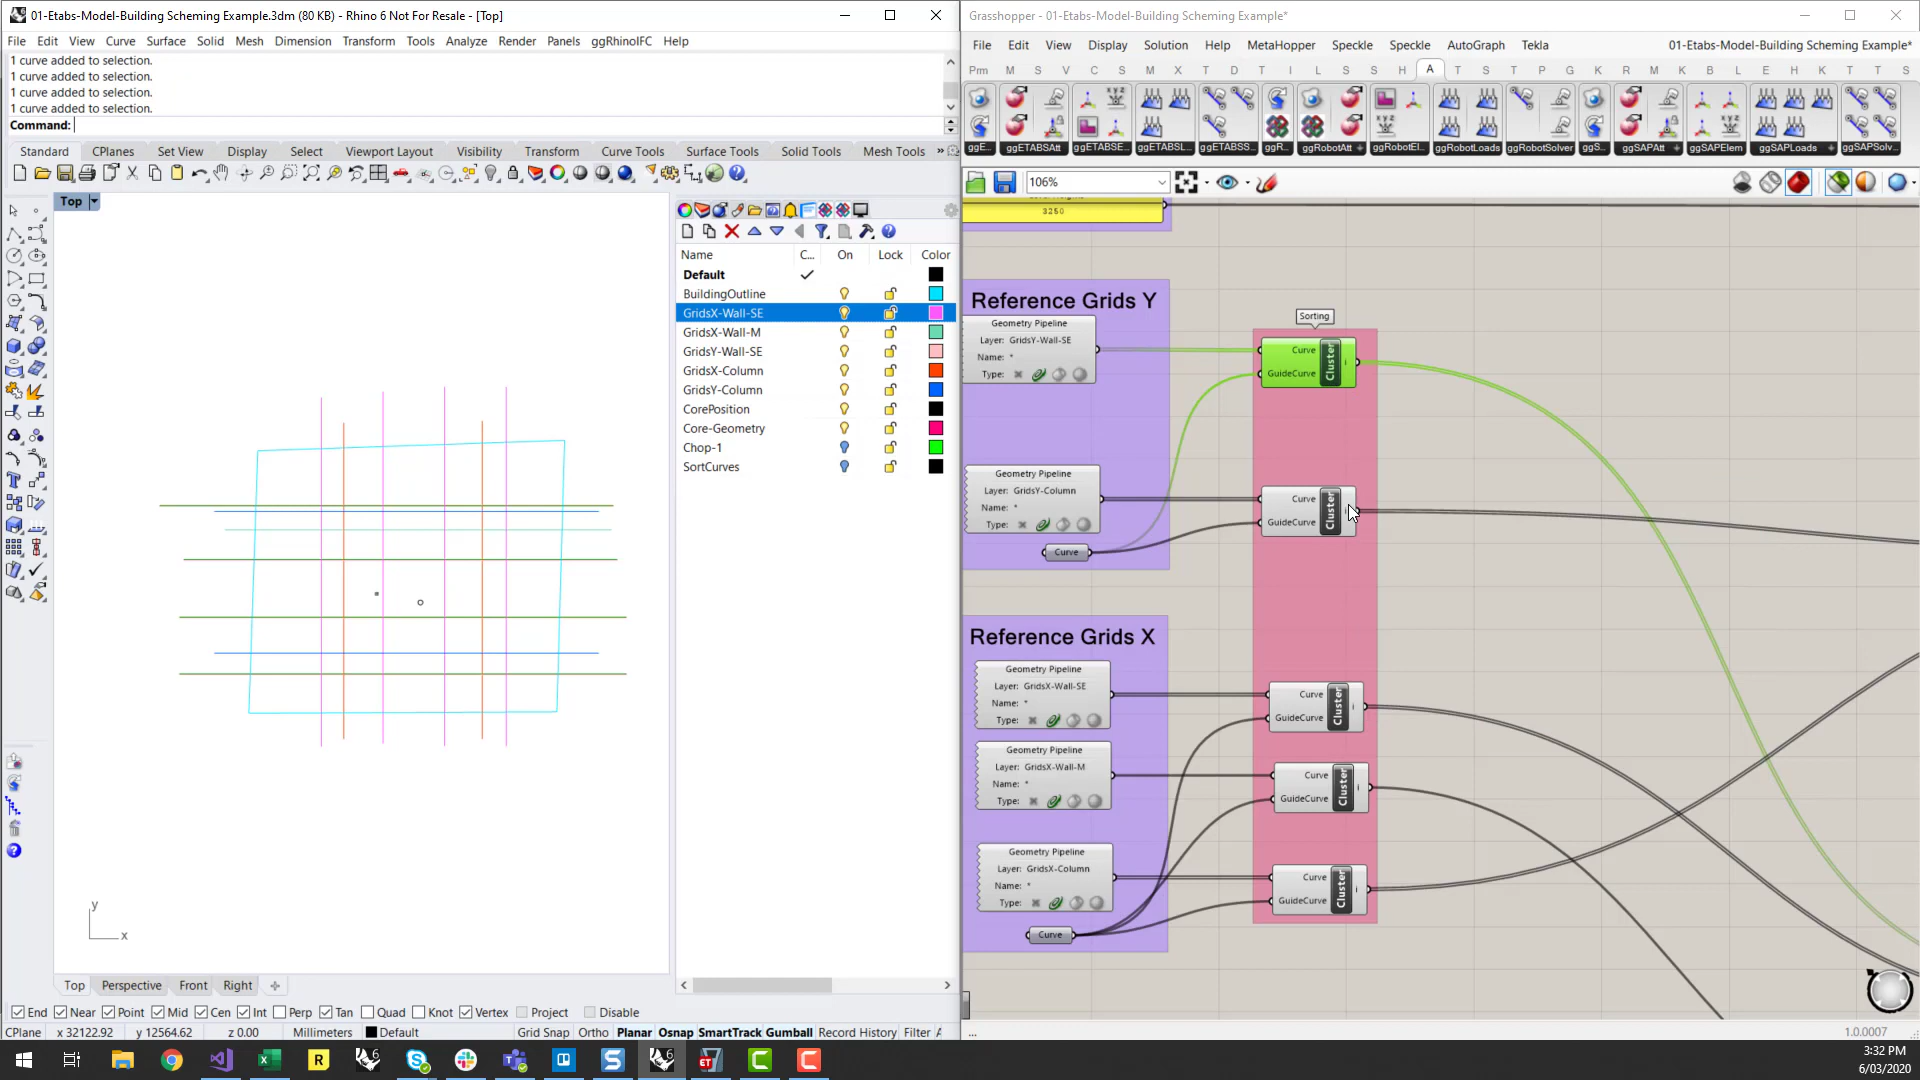 01-Etabs-Model-Building Scheming Example.3dm (80 KB) - Rhino 6 Not For Resale - [Top]
File Edit View Curve Surface Solid Mesh Dimension Transform Tools Analyze Render Panels ggRhinoIFC Help
1 curve added to selection.
1 curve added to selection.
1 curve added to selection.
1 curve added to selection.
Command:
Standard CPlanes Set View Display Select Viewport Layout Visibility Transform Curve Tools Surface Tools Solid Tools Mesh Tools »
Top
Name C... On Lock Color
Default
BuildingOutline
GridsX-Wall-SE
GridsX-Wall-M
GridsY-Wall-SE
GridsX-Column
GridsY-Column
CorePosition
Core-Geometry
Chop-1
SortCurves
y
x
Top Perspective Front Right
End Near Point Mid Cen Int Perp Tan Quad Knot Vertex Project Disable
CPlane x 32122.92 y 12564.62 z 0.00 Millimeters Default Grid Snap Ortho Planar Osnap SmartTrack Gumball Record History Filter A
Grasshopper - 01-Etabs-Model-Building Scheming Example*
File Edit View Display Solution Help MetaHopper Speckle Speckle AutoGraph Tekla 01-Etabs-Model-Building Scheming Example*
Prm M S V C S M X T D T I L S S H A T S T P G K R M K B L E H K T T S
ggE... ggETABSAtt ggETABSE... ggETABSL... ggETABSS... ggR... ggRobotAtt ggRobotEl... ggRobotLoads ggRobotSolver ggS... ggSAPAtt ggSAPElem ggSAPLoads ggSAPSolv...
106%
3250
Reference Grids Y
Geometry Pipeline
Layer: GridsY-Wall-SE
Name: *
Type:
Geometry Pipeline
Layer: GridsY-Column
Name: *
Type:
Curve
Sorting
Curve
GuideCurve
Cluster
i
Curve
GuideCurve
Cluster
Reference Grids X
Geometry Pipeline
Layer: GridsX-Wall-SE
Name: *
Type:
Geometry Pipeline
Layer: GridsX-Wall-M
Name: *
Type:
Geometry Pipeline
Layer: GridsX-Column
Name: *
Type:
Curve
Curve
GuideCurve
Cluster
i
Curve
GuideCurve
Cluster
i
Curve
GuideCurve
Cluster
i
...
1.0.0007
3:32 PM
6/03/2020